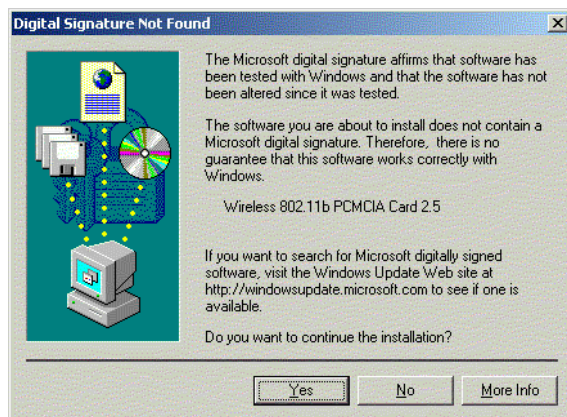 Digital Signature Not Found
The Microsoft digital signature affirms that software has
been tested with Windows and that the software has not
been altered since it was tested.
The software you are about to install does not contain a
Microsoft digital signature. Therefore, there is no
guarantee that this software works correctly with
Windows.
Wireless 802.11b PCMCIA Card 2.5
If you want to search for Microsoft digitally signed
software, visit the Windows Update Web site at
http://windowsupdate.microsoft.com to see if one is
available.
Do you want to continue the installation?
Yes No More Info